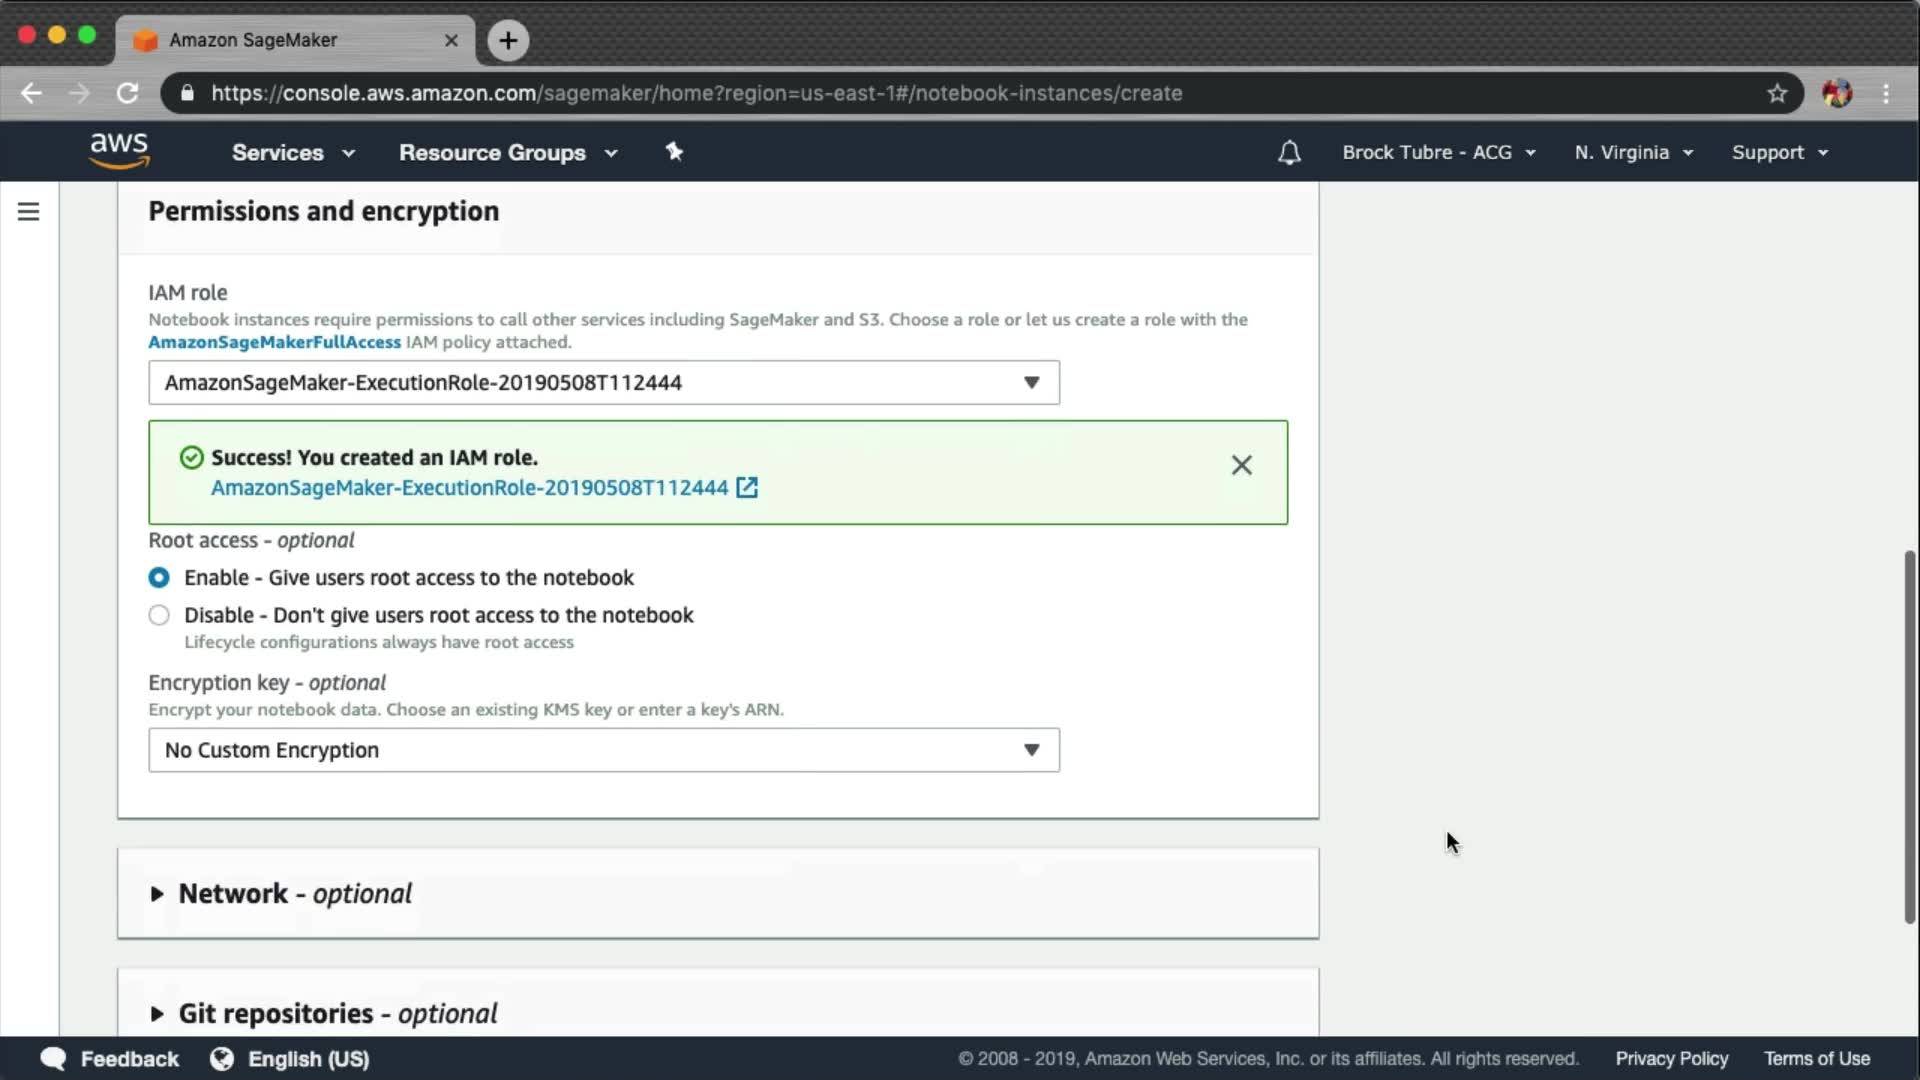 Amazon SageMaker
https://console.aws.amazon.com/sagemaker/home?region=us-east-1#/notebook-instances/create
aws
Services
Resource Groups
Brock Tubre - ACG
N. Virginia
Support
Permissions and encryption
IAM role
Notebook instances require permissions to call other services including SageMaker and S3. Choose a role or let us create a role with the
AmazonSageMakerFullAccess IAM policy attached.
AmazonSageMaker-ExecutionRole-20190508T112444
Success! You created an IAM role.
AmazonSageMaker-ExecutionRole-20190508T112444
Root access - optional
Enable - Give users root access to the notebook
Disable - Don't give users root access to the notebook
Lifecycle configurations always have root access
Encryption key - optional
Encrypt your notebook data. Choose an existing KMS key or enter a key's ARN.
No Custom Encryption
Network - optional
Git repositories - optional
Feedback
English (US)
© 2008 - 2019, Amazon Web Services, Inc. or its affiliates. All rights reserved.
Privacy Policy
Terms of Use